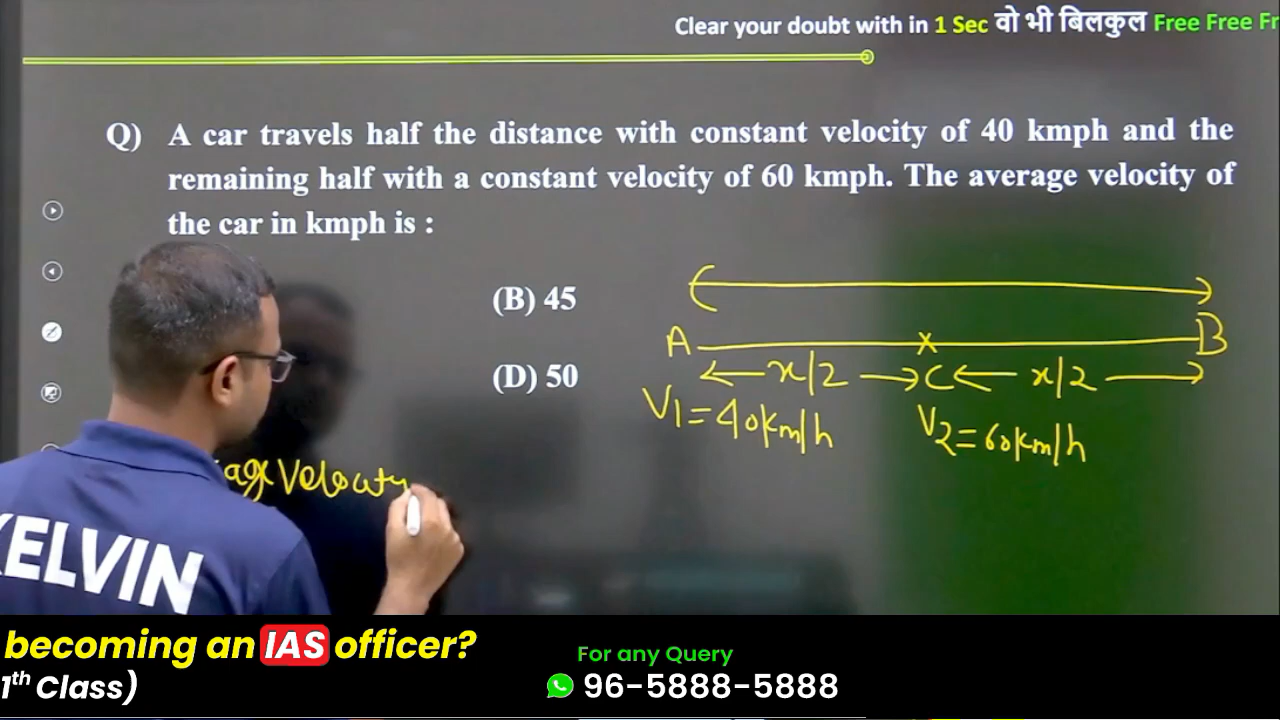 Clear your doubt with in 1 Sec वो भी बिलकुल Free Free Fr
Q) A car travels half the distance with constant velocity of 40 kmph and the
remaining half with a constant velocity of 60 kmph. The average velocity of
the car in kmph is :
(B) 45
(D) 50
A x B
x/2 C x/2
V1=40km/h V2=60km/h
age Velocity
KELVIN
becoming an IAS officer?
1th Class)
For any Query
96-5888-5888